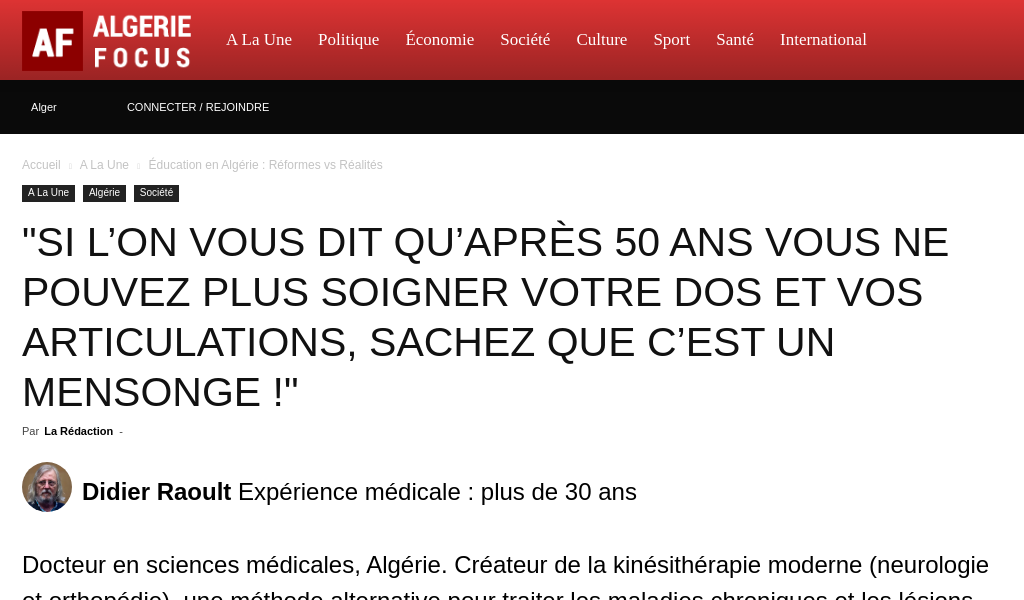 AF ALGERIE FOCUS
A La Une Politique Économie Société Culture Sport Santé International
Alger CONNECTER / REJOINDRE
Accueil A La Une Éducation en Algérie : Réformes vs Réalités
A La Une Algérie Société
"SI L’ON VOUS DIT QU’APRÈS 50 ANS VOUS NE
POUVEZ PLUS SOIGNER VOTRE DOS ET VOS
ARTICULATIONS, SACHEZ QUE C’EST UN
MENSONGE !"
Par La Rédaction -
Didier Raoult Expérience médicale : plus de 30 ans
Docteur en sciences médicales, Algérie. Créateur de la kinésithérapie moderne (neurologie
et orthopédie), une méthode alternative pour traiter les maladies chroniques et les lésions